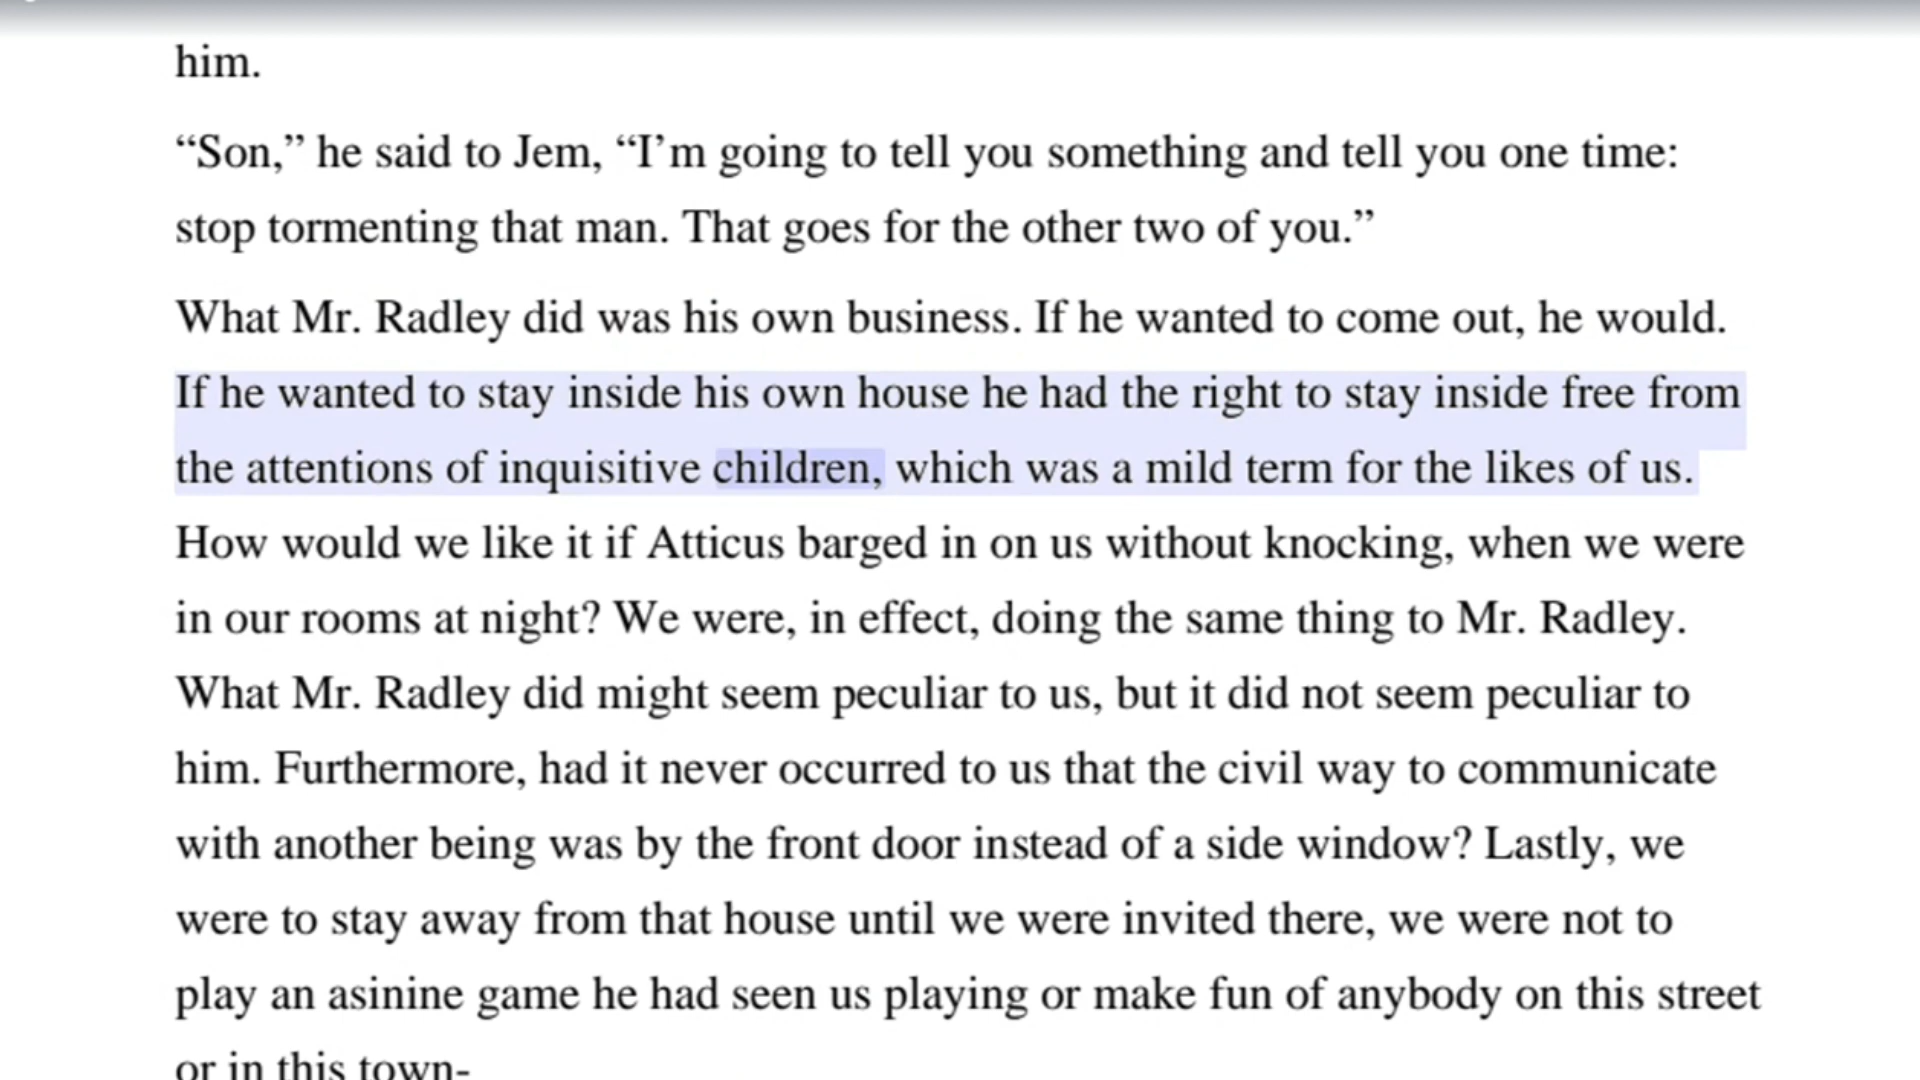 him.
“Son,” he said to Jem, “I’m going to tell you something and tell you one time:
stop tormenting that man. That goes for the other two of you.”
What Mr. Radley did was his own business. If he wanted to come out, he would.
If he wanted to stay inside his own house he had the right to stay inside free from
the attentions of inquisitive children, which was a mild term for the likes of us.
How would we like it if Atticus barged in on us without knocking, when we were
in our rooms at night? We were, in effect, doing the same thing to Mr. Radley.
What Mr. Radley did might seem peculiar to us, but it did not seem peculiar to
him. Furthermore, had it never occurred to us that the civil way to communicate
with another being was by the front door instead of a side window? Lastly, we
were to stay away from that house until we were invited there, we were not to
play an asinine game he had seen us playing or make fun of anybody on this street
or in this town-